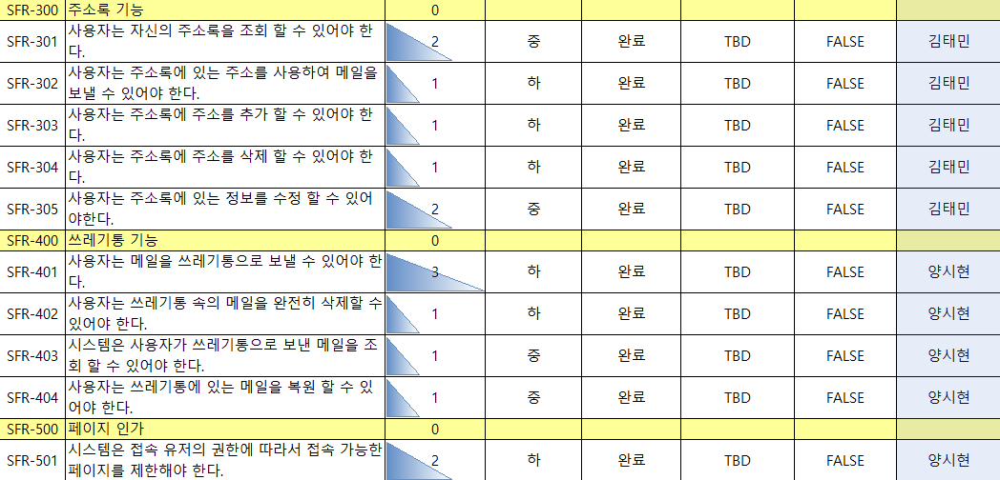 SFR-300 주소록 기능 0
SFR-301 사용자는 자신의 주소록을 조회 할 수 있어야 한 2 중 완료 TBD FALSE 김태민
다.
SFR-302 사용자는 주소록에 있는 주소를 사용하여 메일을 1 하 완료 TBD FALSE 김태민
보낼 수 있어야 한다.
SFR-303 사용자는 주소록에 주소를 추가 할 수 있어야 한 1 하 완료 TBD FALSE 김태민
다.
SFR-304 사용자는 주소록에 주소를 삭제 할 수 있어야 한 1 하 완료 TBD FALSE 김태민
다.
SFR-305 사용자는 주소록에 있는 정보를 수정 할 수 있어 2 중 완료 TBD FALSE 김태민
야한다.
SFR-400 쓰레기통 기능 0
SFR-401 사용자는 메일을 쓰레기통으로 보낼 수 있어야 한 3 하 완료 TBD FALSE 양시현
다.
SFR-402 사용자는 쓰레기통 속의 메일을 완전히 삭제할 수 1 하 완료 TBD FALSE 양시현
있어야 한다.
SFR-403 시스템은 사용자가 쓰레기통으로 보낸 메일을 조 1 중 완료 TBD FALSE 양시현
회 할 수 있어야 한다.
SFR-404 사용자는 쓰레기통에 있는 메일을 복원 할 수 있 1 중 완료 TBD FALSE 양시현
어야 한다.
SFR-500 페이지 인가 0
SFR-501 시스템은 접속 유저의 권한에 따라서 접속 가능한 2 하 완료 TBD FALSE 양시현
페이지를 제한해야 한다.